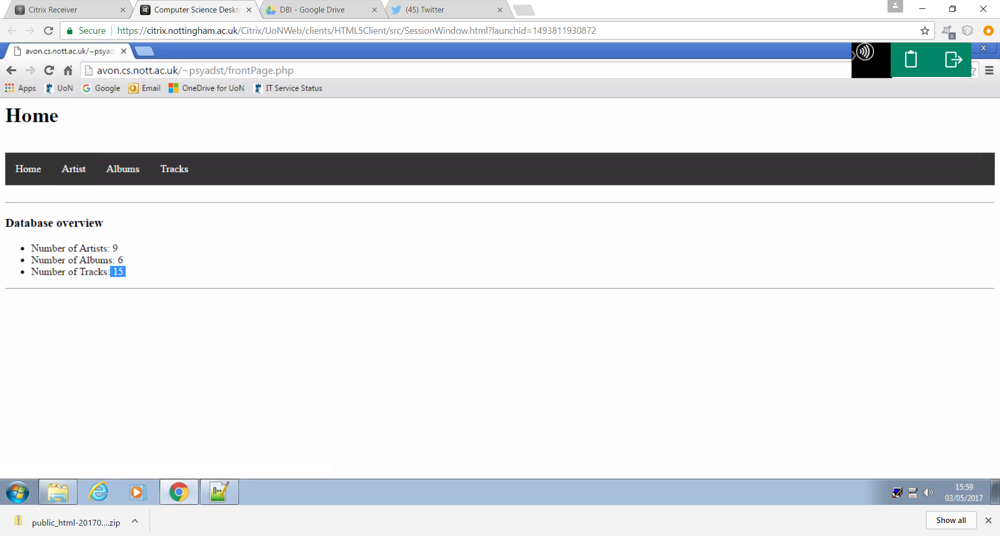 Citrix Receiver
Computer Science Deskt
DBI - Google Drive
(45) Twitter
Secure
https://citrix.nottingham.ac.uk/Citrix/UoNWeb/clients/HTML5Client/src/SessionWindow.html?launchid=1493811930872
0
avon.cs.nott.ac.uk/~psyad
avon.cs.nott.ac.uk/~psyadst/frontPage.php
Apps
UoN
Google
Email
OneDrive for UoN
IT Service Status
Home
Home Artist Albums Tracks
Database overview
• Number of Artists: 9
• Number of Albums: 6
• Number of Tracks: 15
15:59
03/05/2017
public_html-20170....zip
Show all